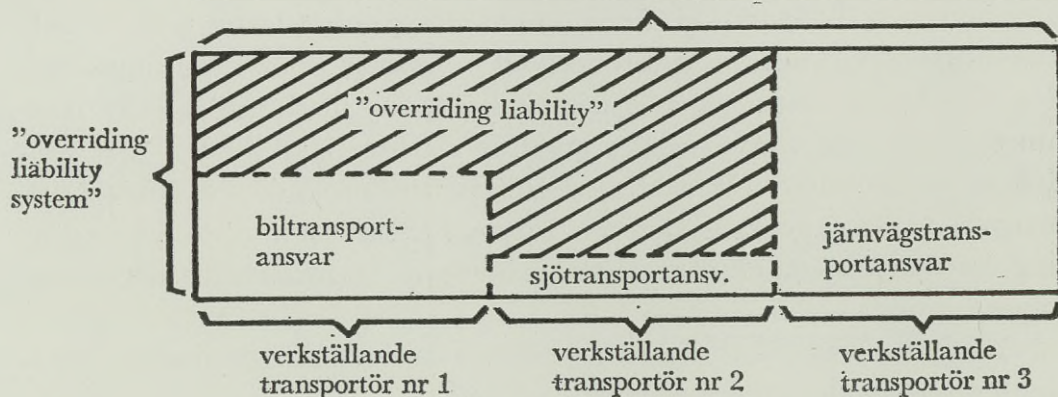 ”overriding liability”
”overriding
liability
system”
biltransport-
ansvar
sjötransportansv.
järnvägstrans-
portansvar
verkställande
transportör nr 1
verkställande
transportör nr 2
verkställande
transportör nr 3